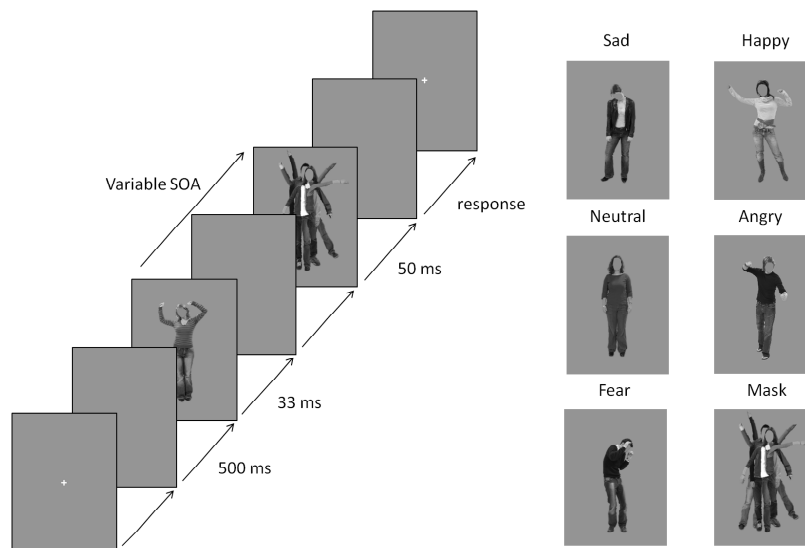 Variable SOA
response
50 ms
33 ms
500 ms
Sad
Happy
Neutral
Angry
Fear
Mask